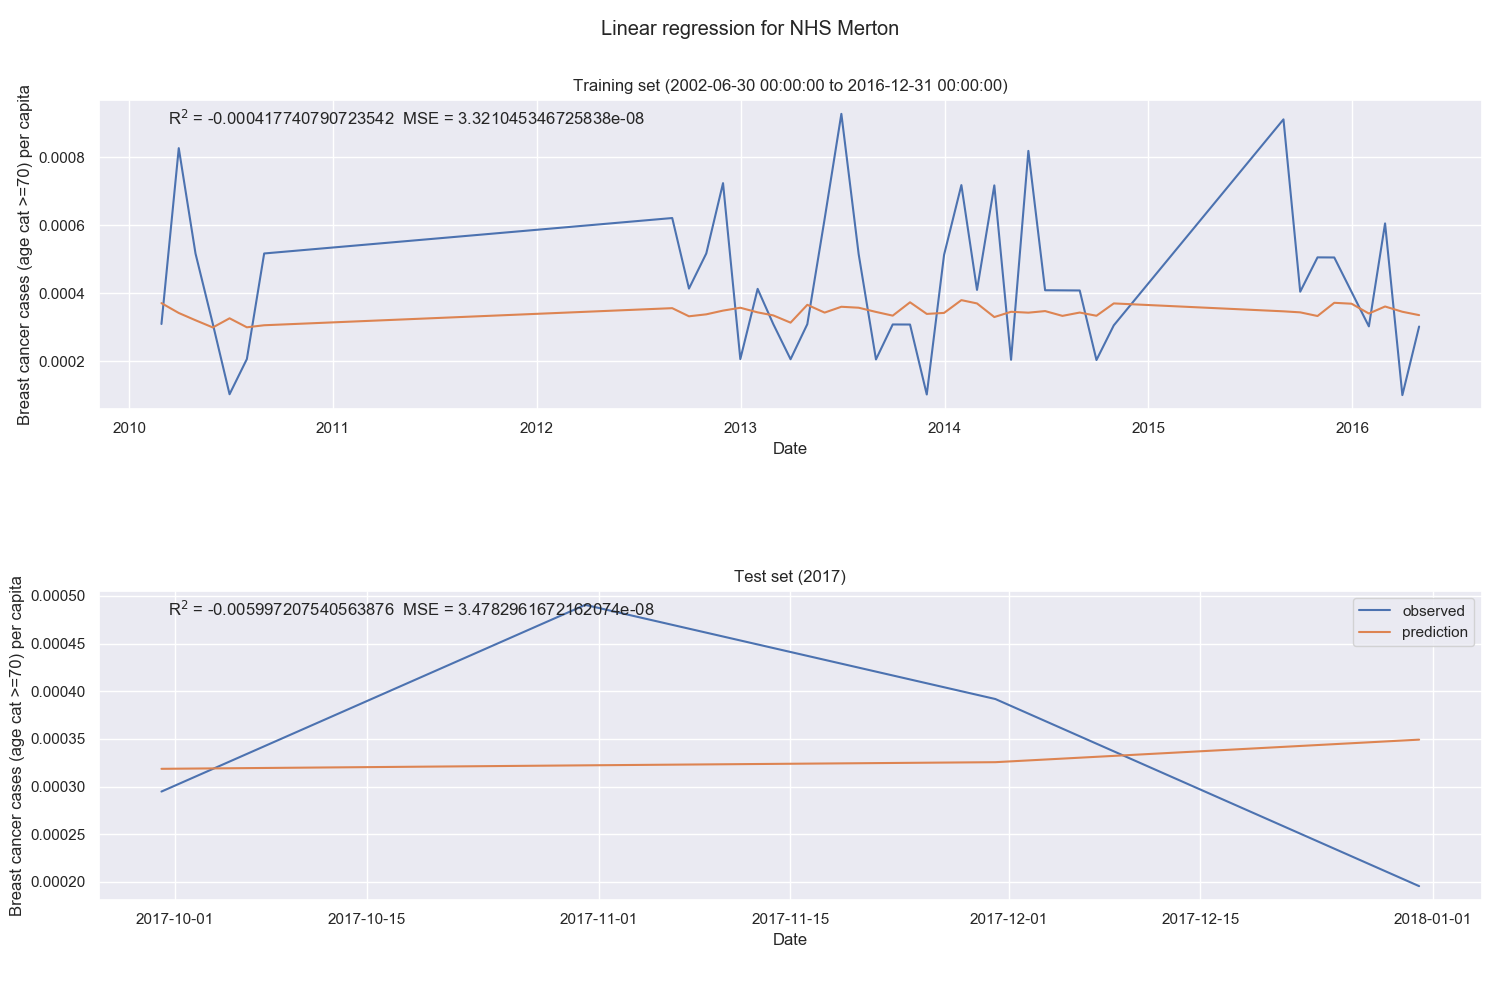 Linear regression for NHS Merton
Training set (2002-06-30 00:00:00 to 2016-12-31 00:00:00)
R² = -0.000417740790723542 MSE = 3.321045346725838e-08
Breast cancer cases (age cat >=70) per capita
0.0008
0.0006
0.0004
0.0002
2010 2011 2012 2013 2014 2015 2016
Date
Test set (2017)
R² = -0.005997207540563876 MSE = 3.4782961672162074e-08
observed
prediction
Breast cancer cases (age cat >=70) per capita
0.00050
0.00045
0.00040
0.00035
0.00030
0.00025
0.00020
2017-10-01 2017-10-15 2017-11-01 2017-11-15 2017-12-01 2017-12-15 2018-01-01
Date